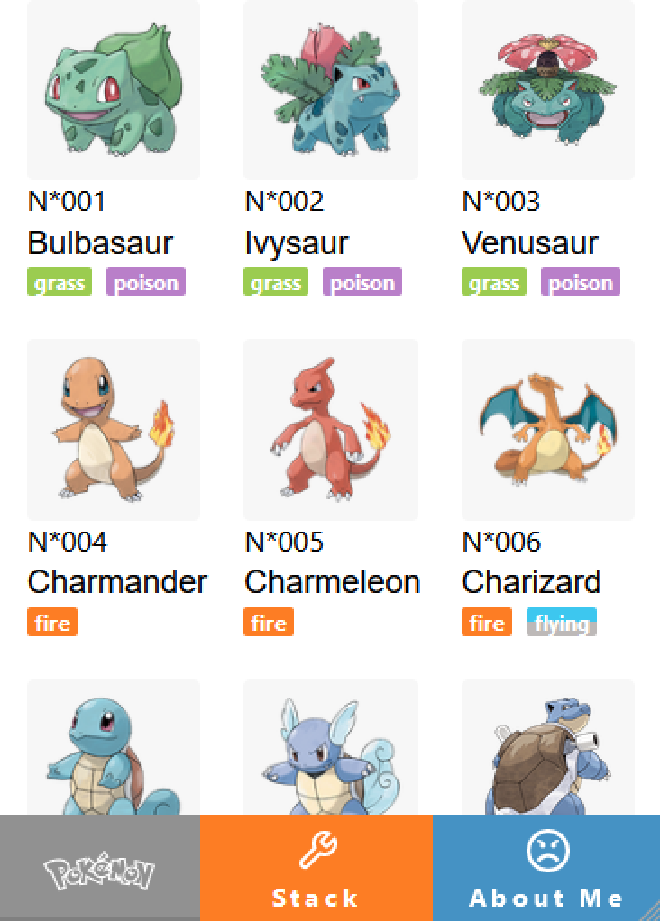 N*001 N*002 N*003
Bulbasaur Ivysaur Venusaur
grass poison grass poison grass poison
N*004 N*005 N*006
Charmander Charmeleon Charizard
fire fire fire flying
POKéMON
Stack About Me